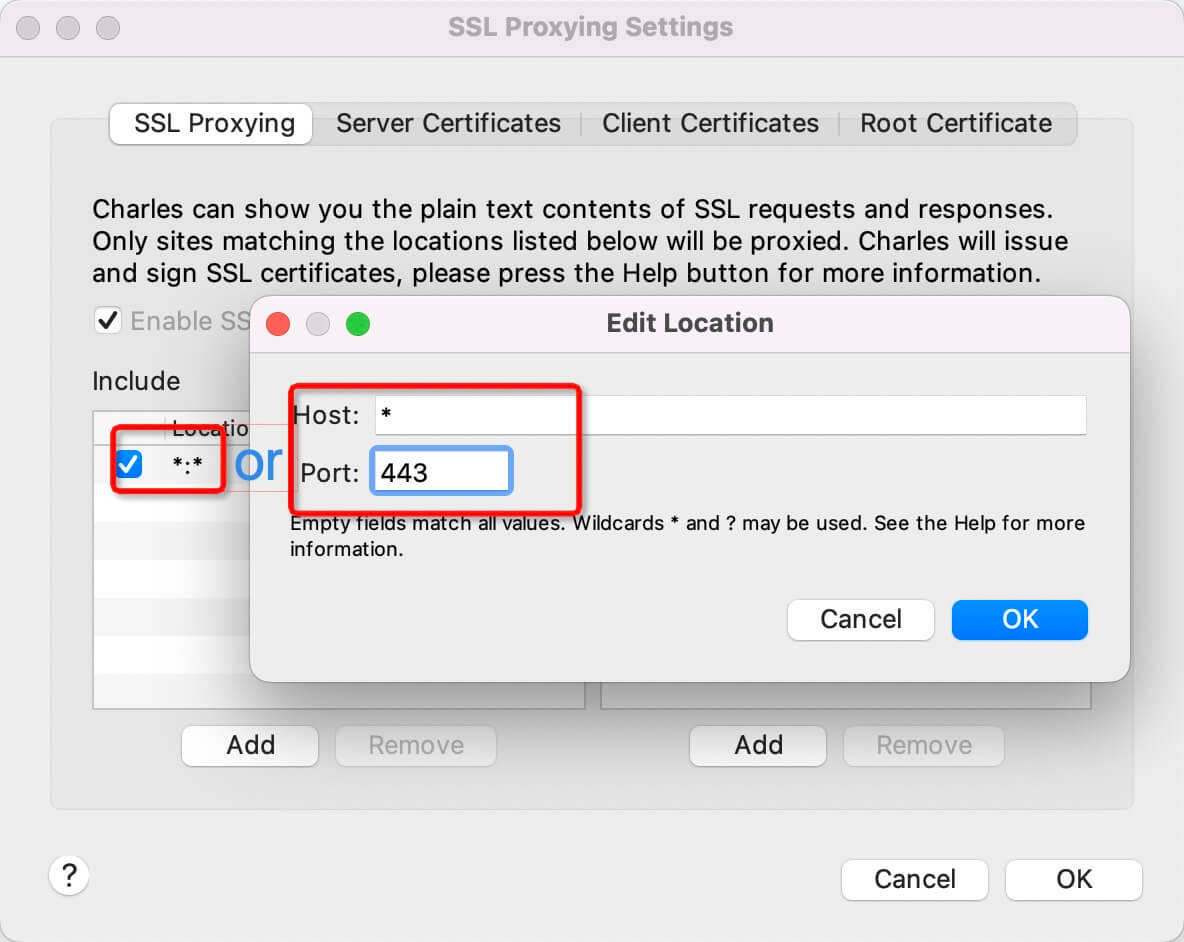 SSL Proxying Settings
SSL Proxying
Server Certificates
Client Certificates
Root Certificate
Charles can show you the plain text contents of SSL requests and responses.
Only sites matching the locations listed below will be proxied. Charles will issue
and sign SSL certificates, please press the Help button for more information.
Enable SS
Edit Location
Include
Locatio
*:*
or
Host: *
Port: 443
Empty fields match all values. Wildcards * and ? may be used. See the Help for more
information.
Cancel
OK
Add
Remove
Add
Remove
?
Cancel
OK